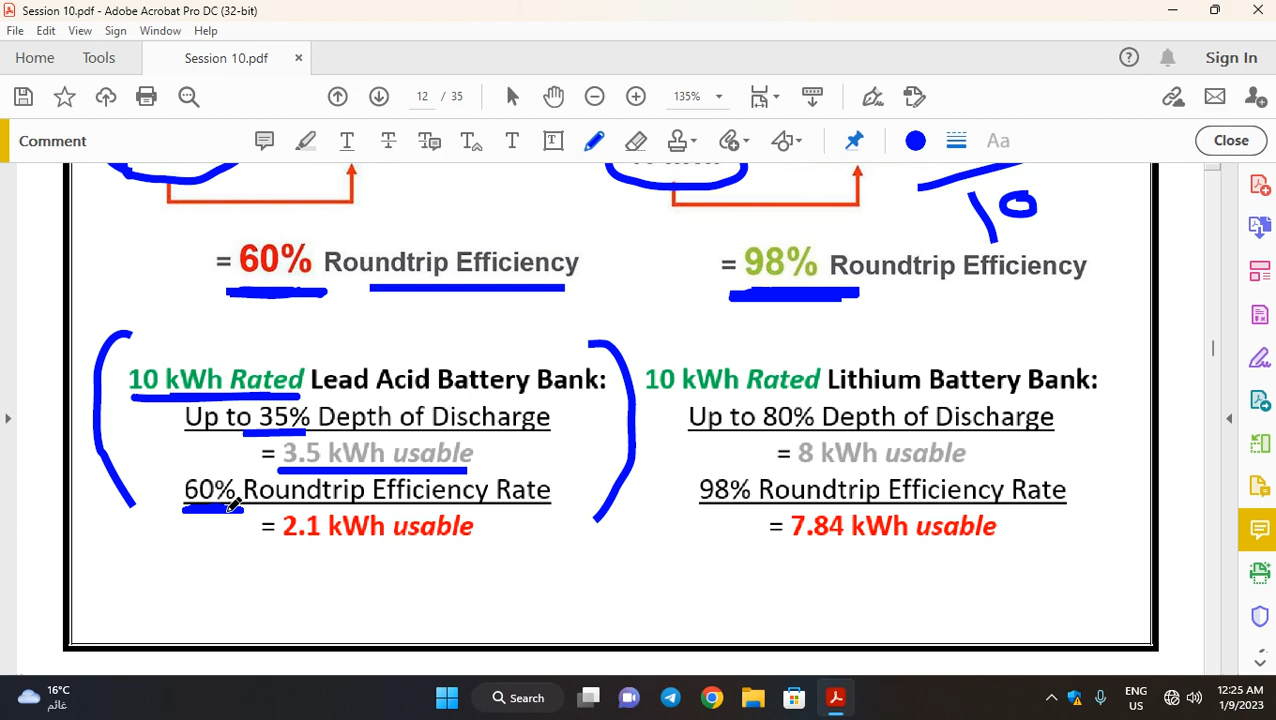 Session 10.pdf - Adobe Acrobat Pro DC (32-bit)
File Edit View Sign Window Help
Home Tools Session 10.pdf × Sign In
12 / 35 135%
Comment Aa Close
10
= 60% Roundtrip Efficiency
= 98% Roundtrip Efficiency
10 kWh Rated Lead Acid Battery Bank:
Up to 35% Depth of Discharge
= 3.5 kWh usable
60% Roundtrip Efficiency Rate
= 2.1 kWh usable
10 kWh Rated Lithium Battery Bank:
Up to 80% Depth of Discharge
= 8 kWh usable
98% Roundtrip Efficiency Rate
= 7.84 kWh usable
16°C
غائم
Search
ENG
US
12:25 AM
1/9/2023